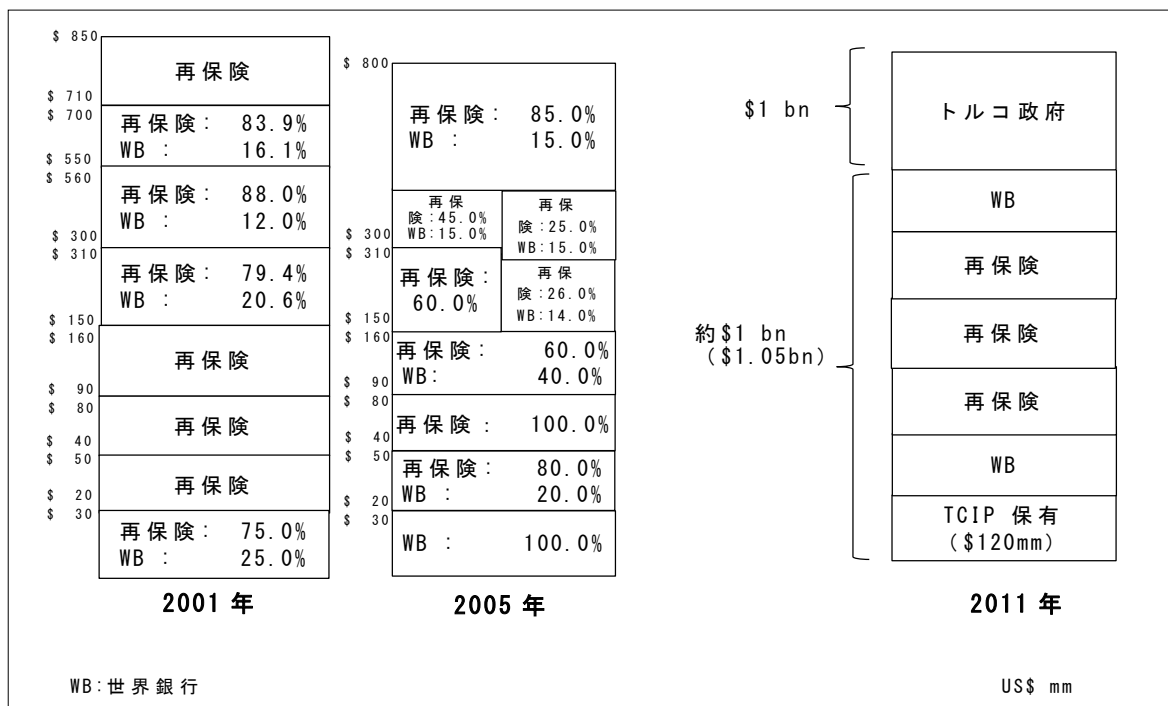 $ 850
再保険
$ 710
$ 700
再保険: 83.9%
WB : 16.1%
$ 550
$ 560
再保険: 88.0%
WB : 12.0%
$ 300
$ 310
再保険: 79.4%
WB : 20.6%
$ 150
$ 160
再保険
$ 90
$ 80
再保険
$ 40
$ 50
再保険
$ 20
$ 30
再保険: 75.0%
WB : 25.0%
2001 年
$ 800
再保険: 85.0%
WB : 15.0%
再保
険:45.0%
WB:15.0%
再保
険:25.0%
WB:15.0%
$ 300
$ 310
再保険:
60.0%
再保
険:26.0%
WB:14.0%
$ 150
$ 160
再保険: 60.0%
WB: 40.0%
$ 90
$ 80
再保険 : 100.0%
$ 40
$ 50
再保険: 80.0%
WB : 20.0%
$ 20
$ 30
WB : 100.0%
2005 年
$1 bn
トルコ政府
約$1 bn
($1.05bn)
WB
再保険
再保険
再保険
WB
TCIP 保有
($120mm)
2011 年
WB:世界銀行
US$ mm